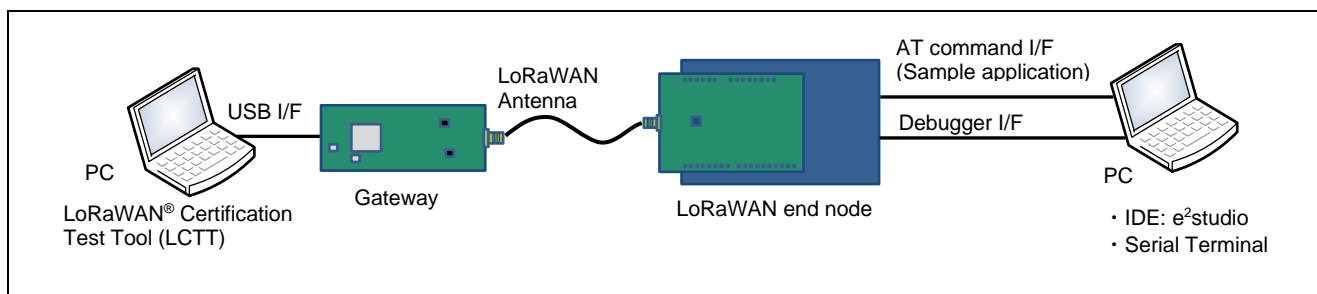 USB I/F
PC
LoRaWAN® Certification
Test Tool (LCTT)
Gateway
LoRaWAN
Antenna
LoRaWAN end node
AT command I/F
(Sample application)
Debugger I/F
PC
・IDE: e²studio
・Serial Terminal